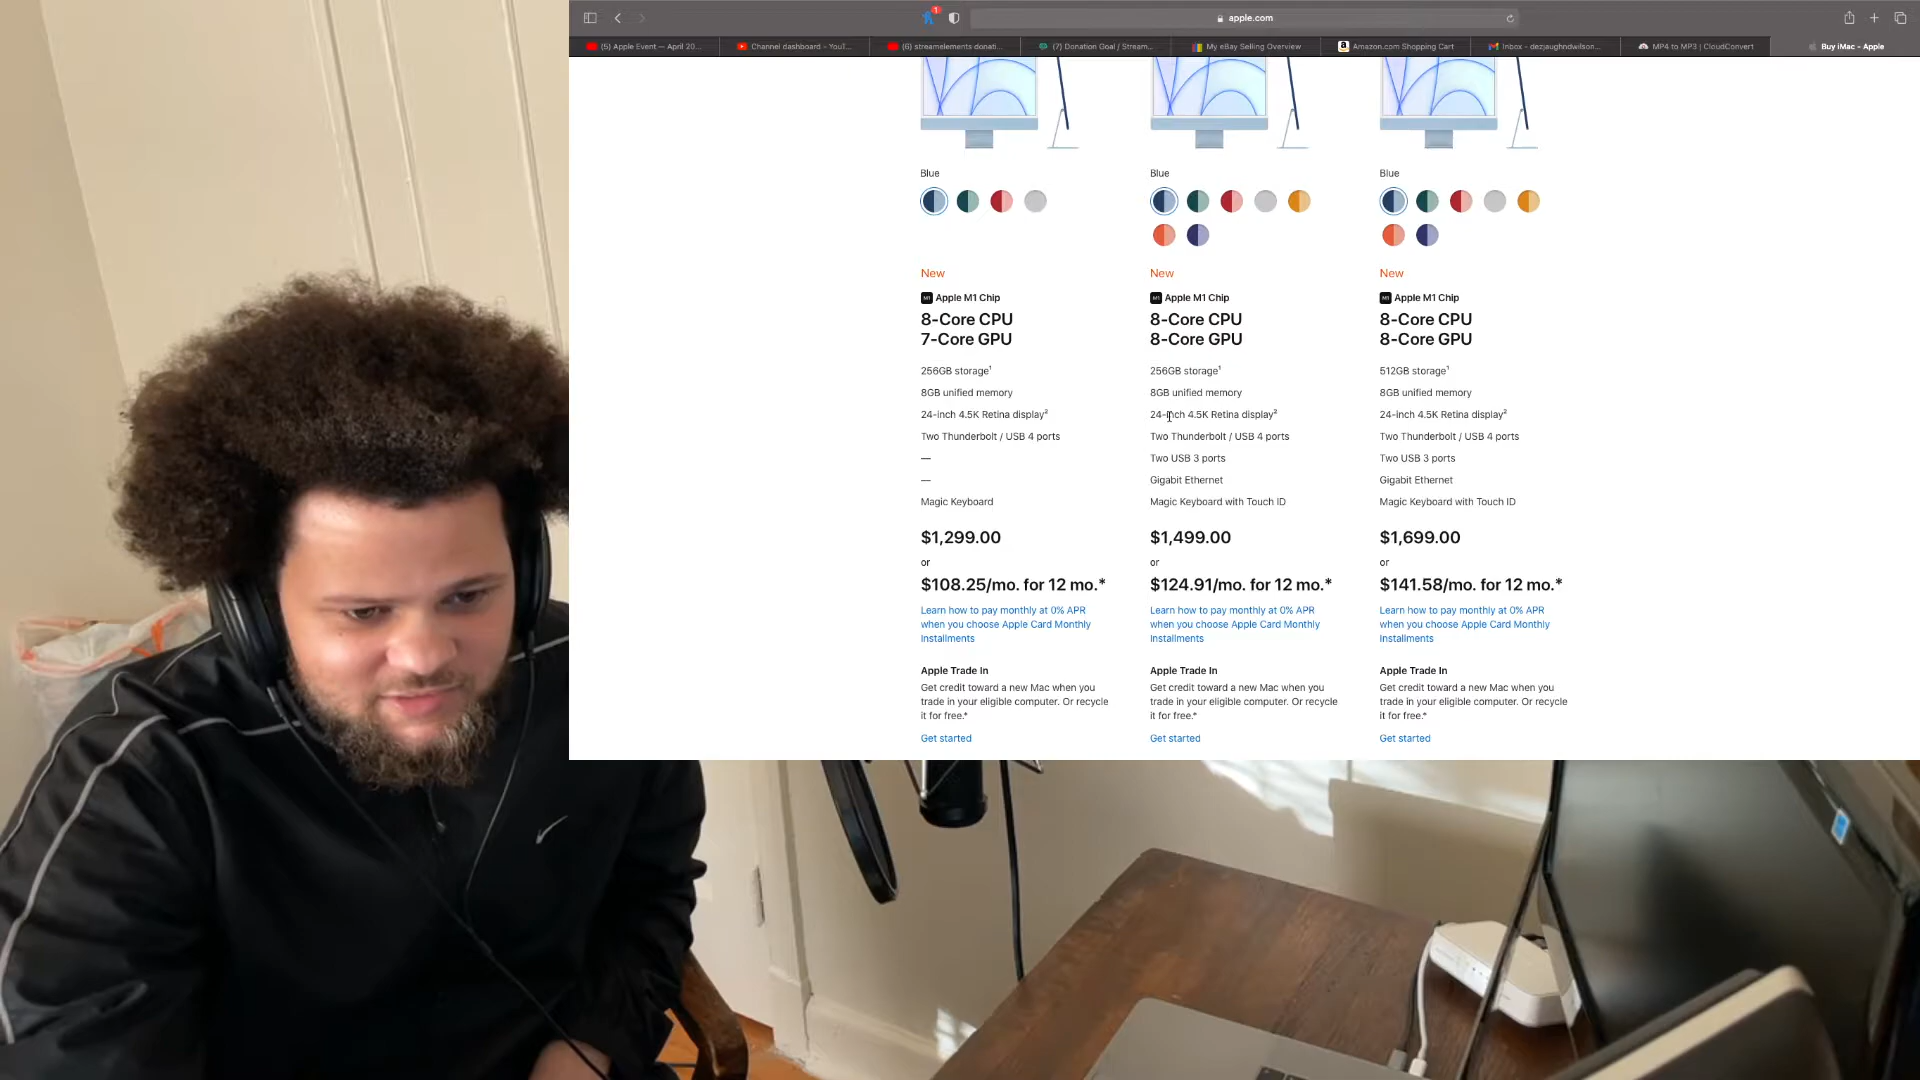 1
apple.com
(5) Apple Event — April 20...
Channel dashboard - YouT...
(6) streamelements donati...
(7) Donation Goal / Stream...
My eBay Selling Overview
Amazon.com Shopping Cart
Inbox - dezjaughndwilson...
MP4 to MP3 | CloudConvert
Buy iMac - Apple
Blue
New
M1 Apple M1 Chip
8-Core CPU
7-Core GPU
256GB storage¹
8GB unified memory
24-inch 4.5K Retina display²
Two Thunderbolt / USB 4 ports
—
—
Magic Keyboard
$1,299.00
or
$108.25/mo. for 12 mo.*
Learn how to pay monthly at 0% APR
when you choose Apple Card Monthly
Installments
Apple Trade In
Get credit toward a new Mac when you
trade in your eligible computer. Or recycle
it for free.*
Get started
Blue
New
M1 Apple M1 Chip
8-Core CPU
8-Core GPU
256GB storage¹
8GB unified memory
24-inch 4.5K Retina display²
Two Thunderbolt / USB 4 ports
Two USB 3 ports
Gigabit Ethernet
Magic Keyboard with Touch ID
$1,499.00
or
$124.91/mo. for 12 mo.*
Learn how to pay monthly at 0% APR
when you choose Apple Card Monthly
Installments
Apple Trade In
Get credit toward a new Mac when you
trade in your eligible computer. Or recycle
it for free.*
Get started
Blue
New
M1 Apple M1 Chip
8-Core CPU
8-Core GPU
512GB storage¹
8GB unified memory
24-inch 4.5K Retina display²
Two Thunderbolt / USB 4 ports
Two USB 3 ports
Gigabit Ethernet
Magic Keyboard with Touch ID
$1,699.00
or
$141.58/mo. for 12 mo.*
Learn how to pay monthly at 0% APR
when you choose Apple Card Monthly
Installments
Apple Trade In
Get credit toward a new Mac when you
trade in your eligible computer. Or recycle
it for free.*
Get started